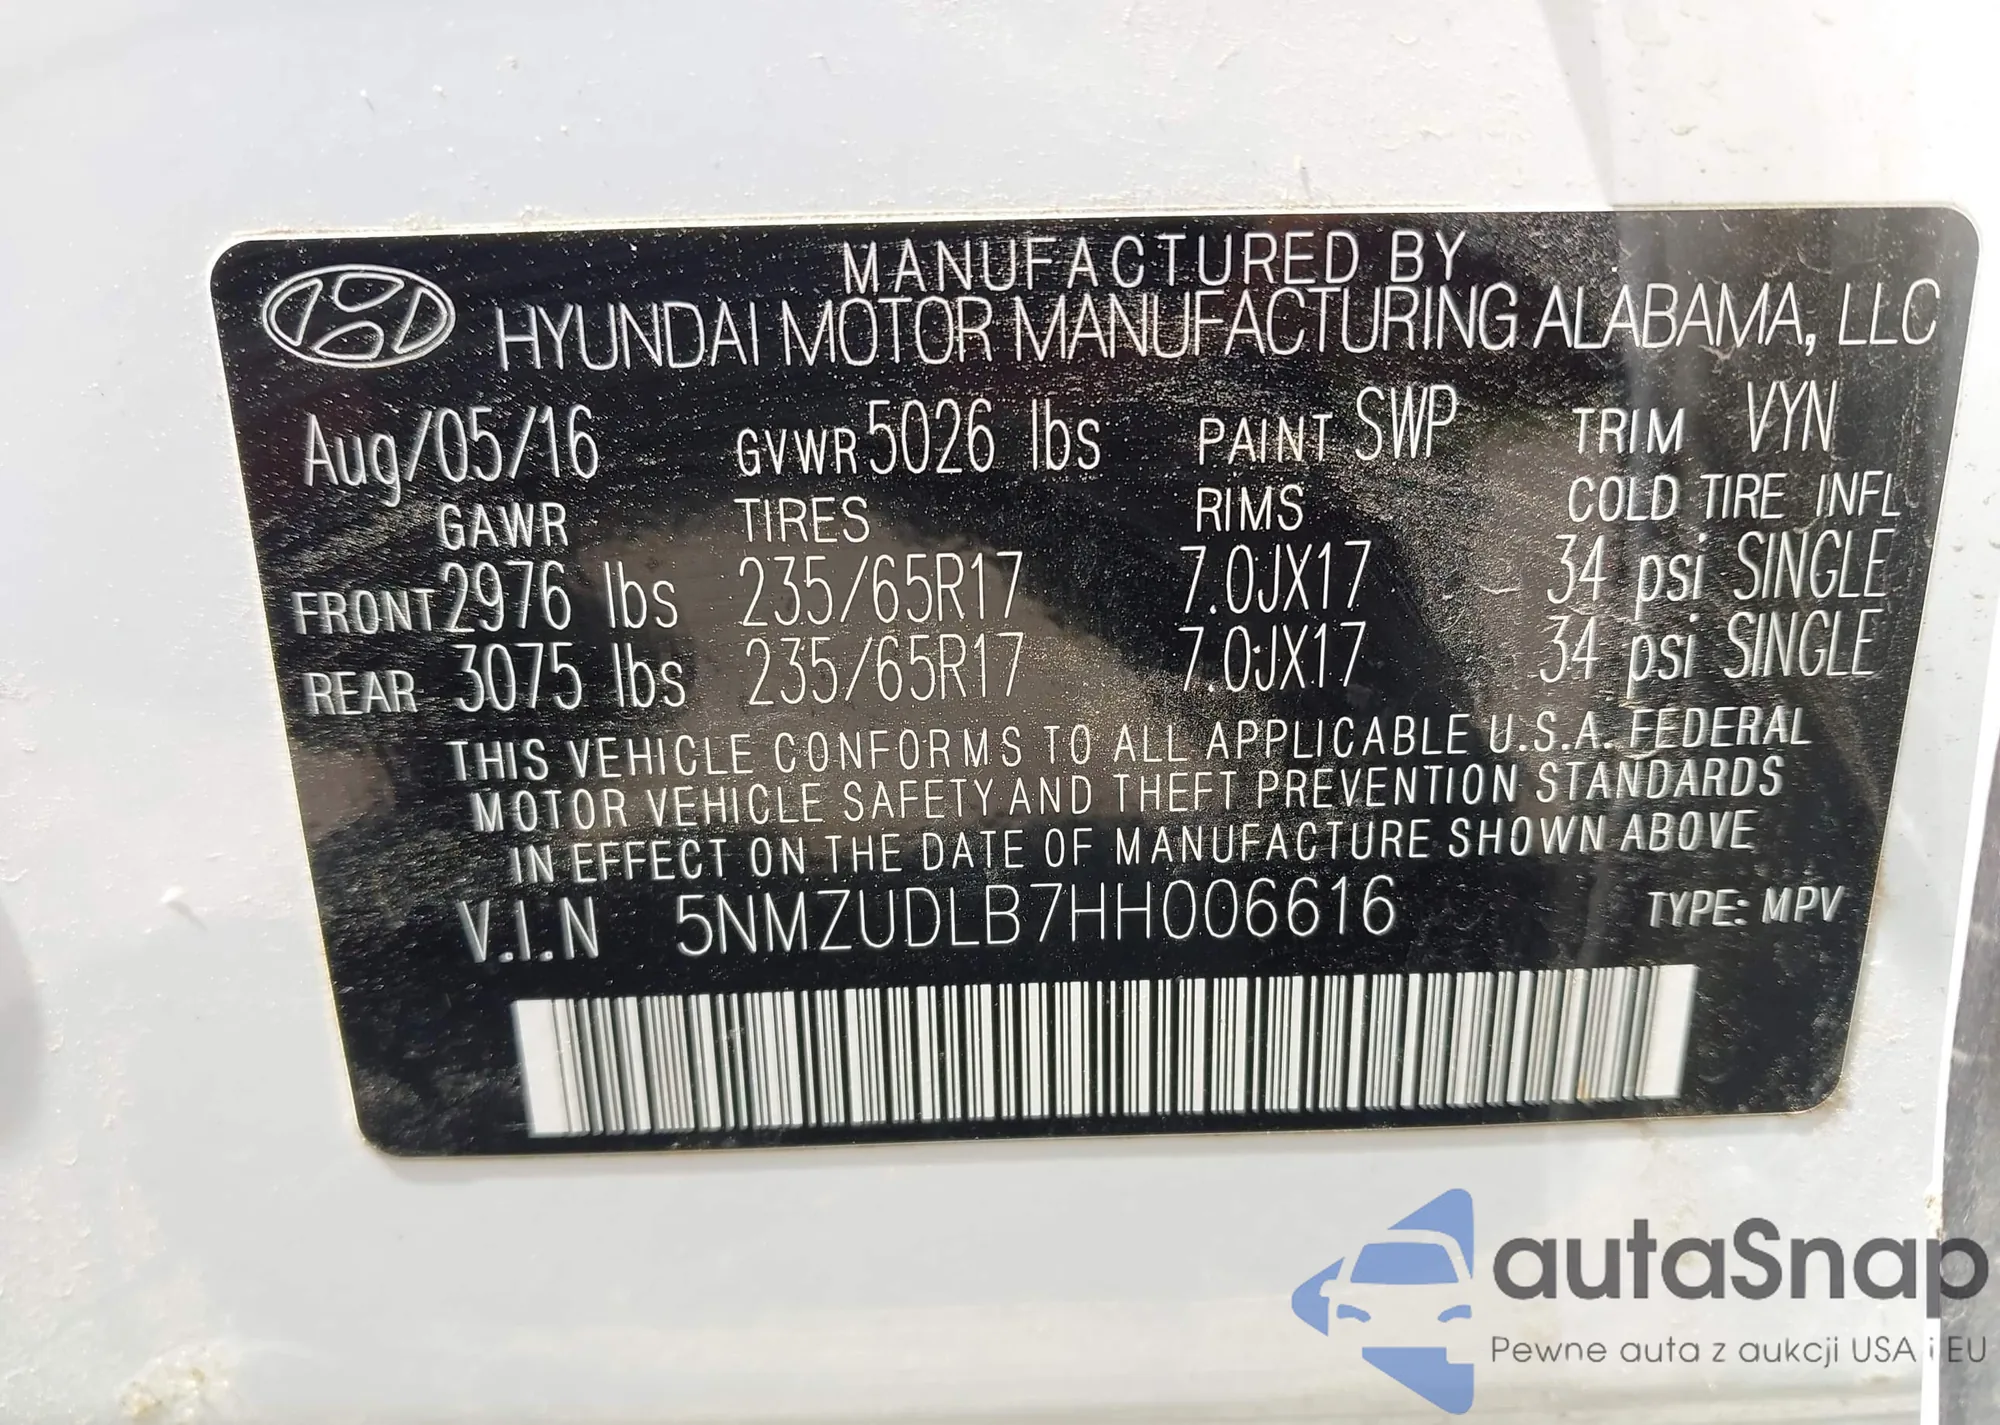 MANUFACTURED BY
HYUNDAI MOTOR MANUFACTURING ALABAMA, LLC
Aug/05/16 GVWR 5026 lbs PAINT SWP TRIM VYN
GAWR TIRES RIMS COLD TIRE INFL
FRONT 2976 lbs 235/65R17 7.0JX17 34 psi SINGLE
REAR 3075 lbs 235/65R17 7.0JX17 34 psi SINGLE
THIS VEHICLE CONFORMS TO ALL APPLICABLE U.S.A. FEDERAL
MOTOR VEHICLE SAFETY AND THEFT PREVENTION STANDARDS
IN EFFECT ON THE DATE OF MANUFACTURE SHOWN ABOVE
V.I.N 5NMZUDLB7HH006616 TYPE: MPV
autaSnap
Pewne auta z aukcji USA i EU